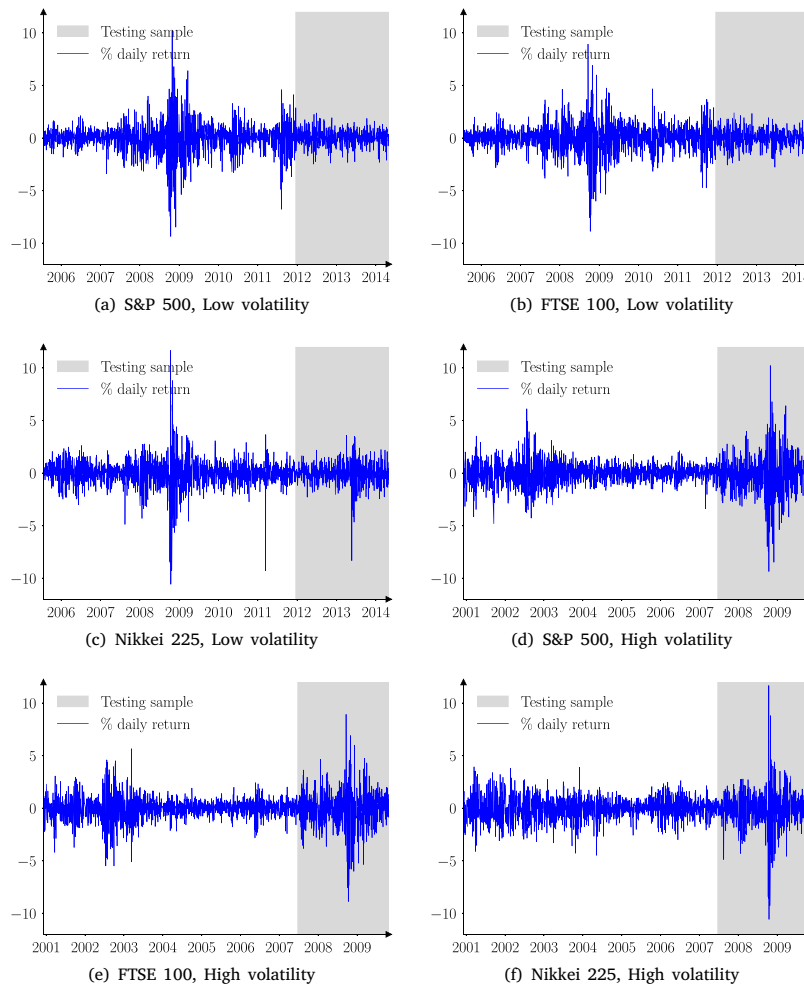 Testing sample
% daily return
10
5
0
−5
−10
2006 2007 2008 2009 2010 2011 2012 2013 2014
(a) S&P 500, Low volatility
Testing sample
% daily return
10
5
0
−5
−10
2006 2007 2008 2009 2010 2011 2012 2013 2014
(b) FTSE 100, Low volatility
Testing sample
% daily return
10
5
0
−5
−10
2006 2007 2008 2009 2010 2011 2012 2013 2014
(c) Nikkei 225, Low volatility
Testing sample
% daily return
10
5
0
−5
−10
2001 2002 2003 2004 2005 2006 2007 2008 2009
(d) S&P 500, High volatility
Testing sample
% daily return
10
5
0
−5
−10
2001 2002 2003 2004 2005 2006 2007 2008 2009
(e) FTSE 100, High volatility
Testing sample
% daily return
10
5
0
−5
−10
2001 2002 2003 2004 2005 2006 2007 2008 2009
(f) Nikkei 225, High volatility